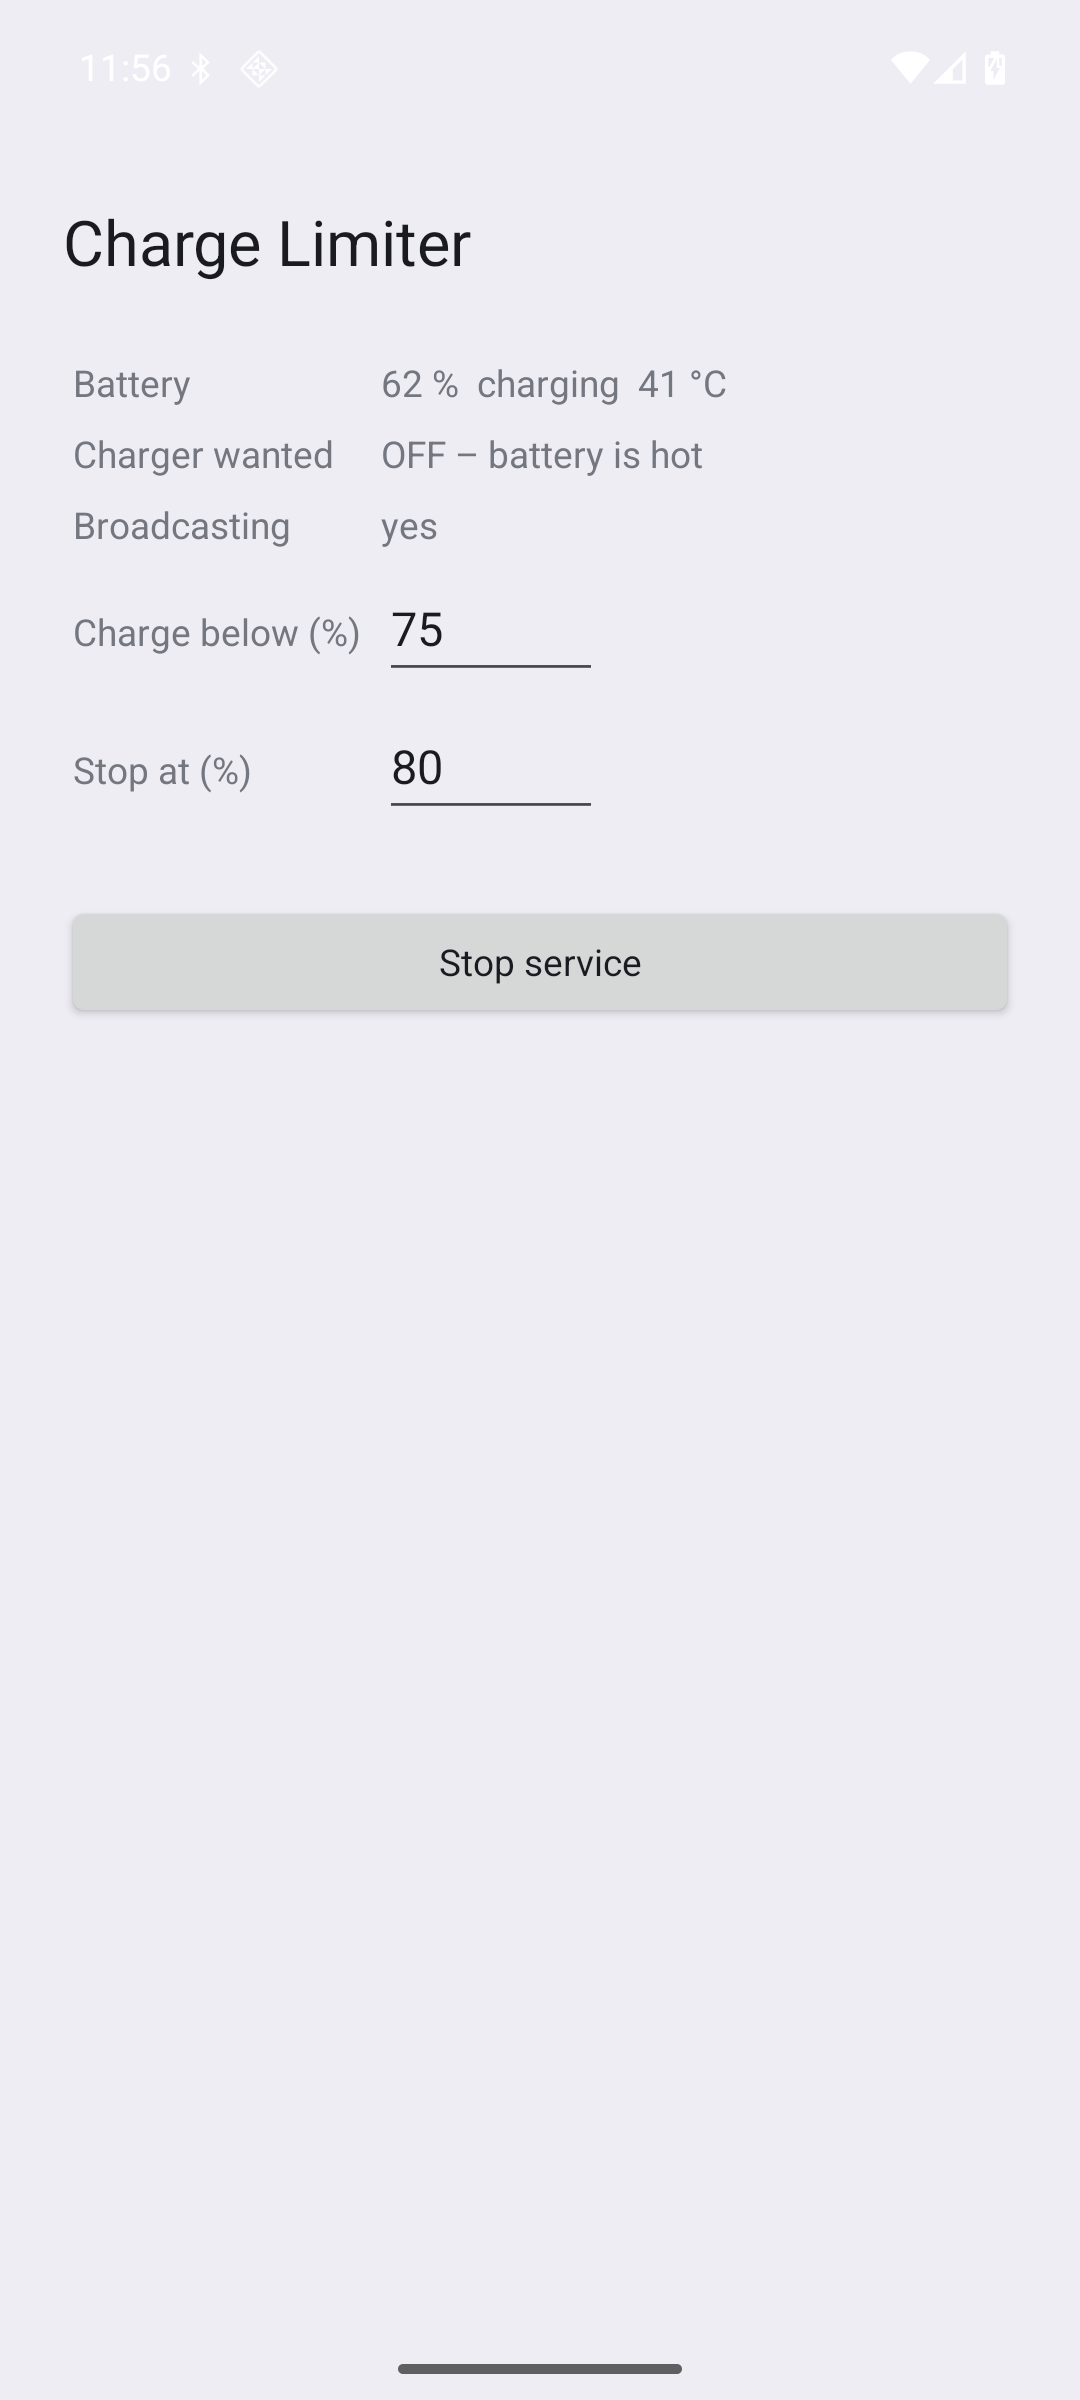 11:56
Charge Limiter
Battery 62 % charging 41 °C
Charger wanted OFF – battery is hot
Broadcasting yes
Charge below (%) 75
Stop at (%) 80
Stop service